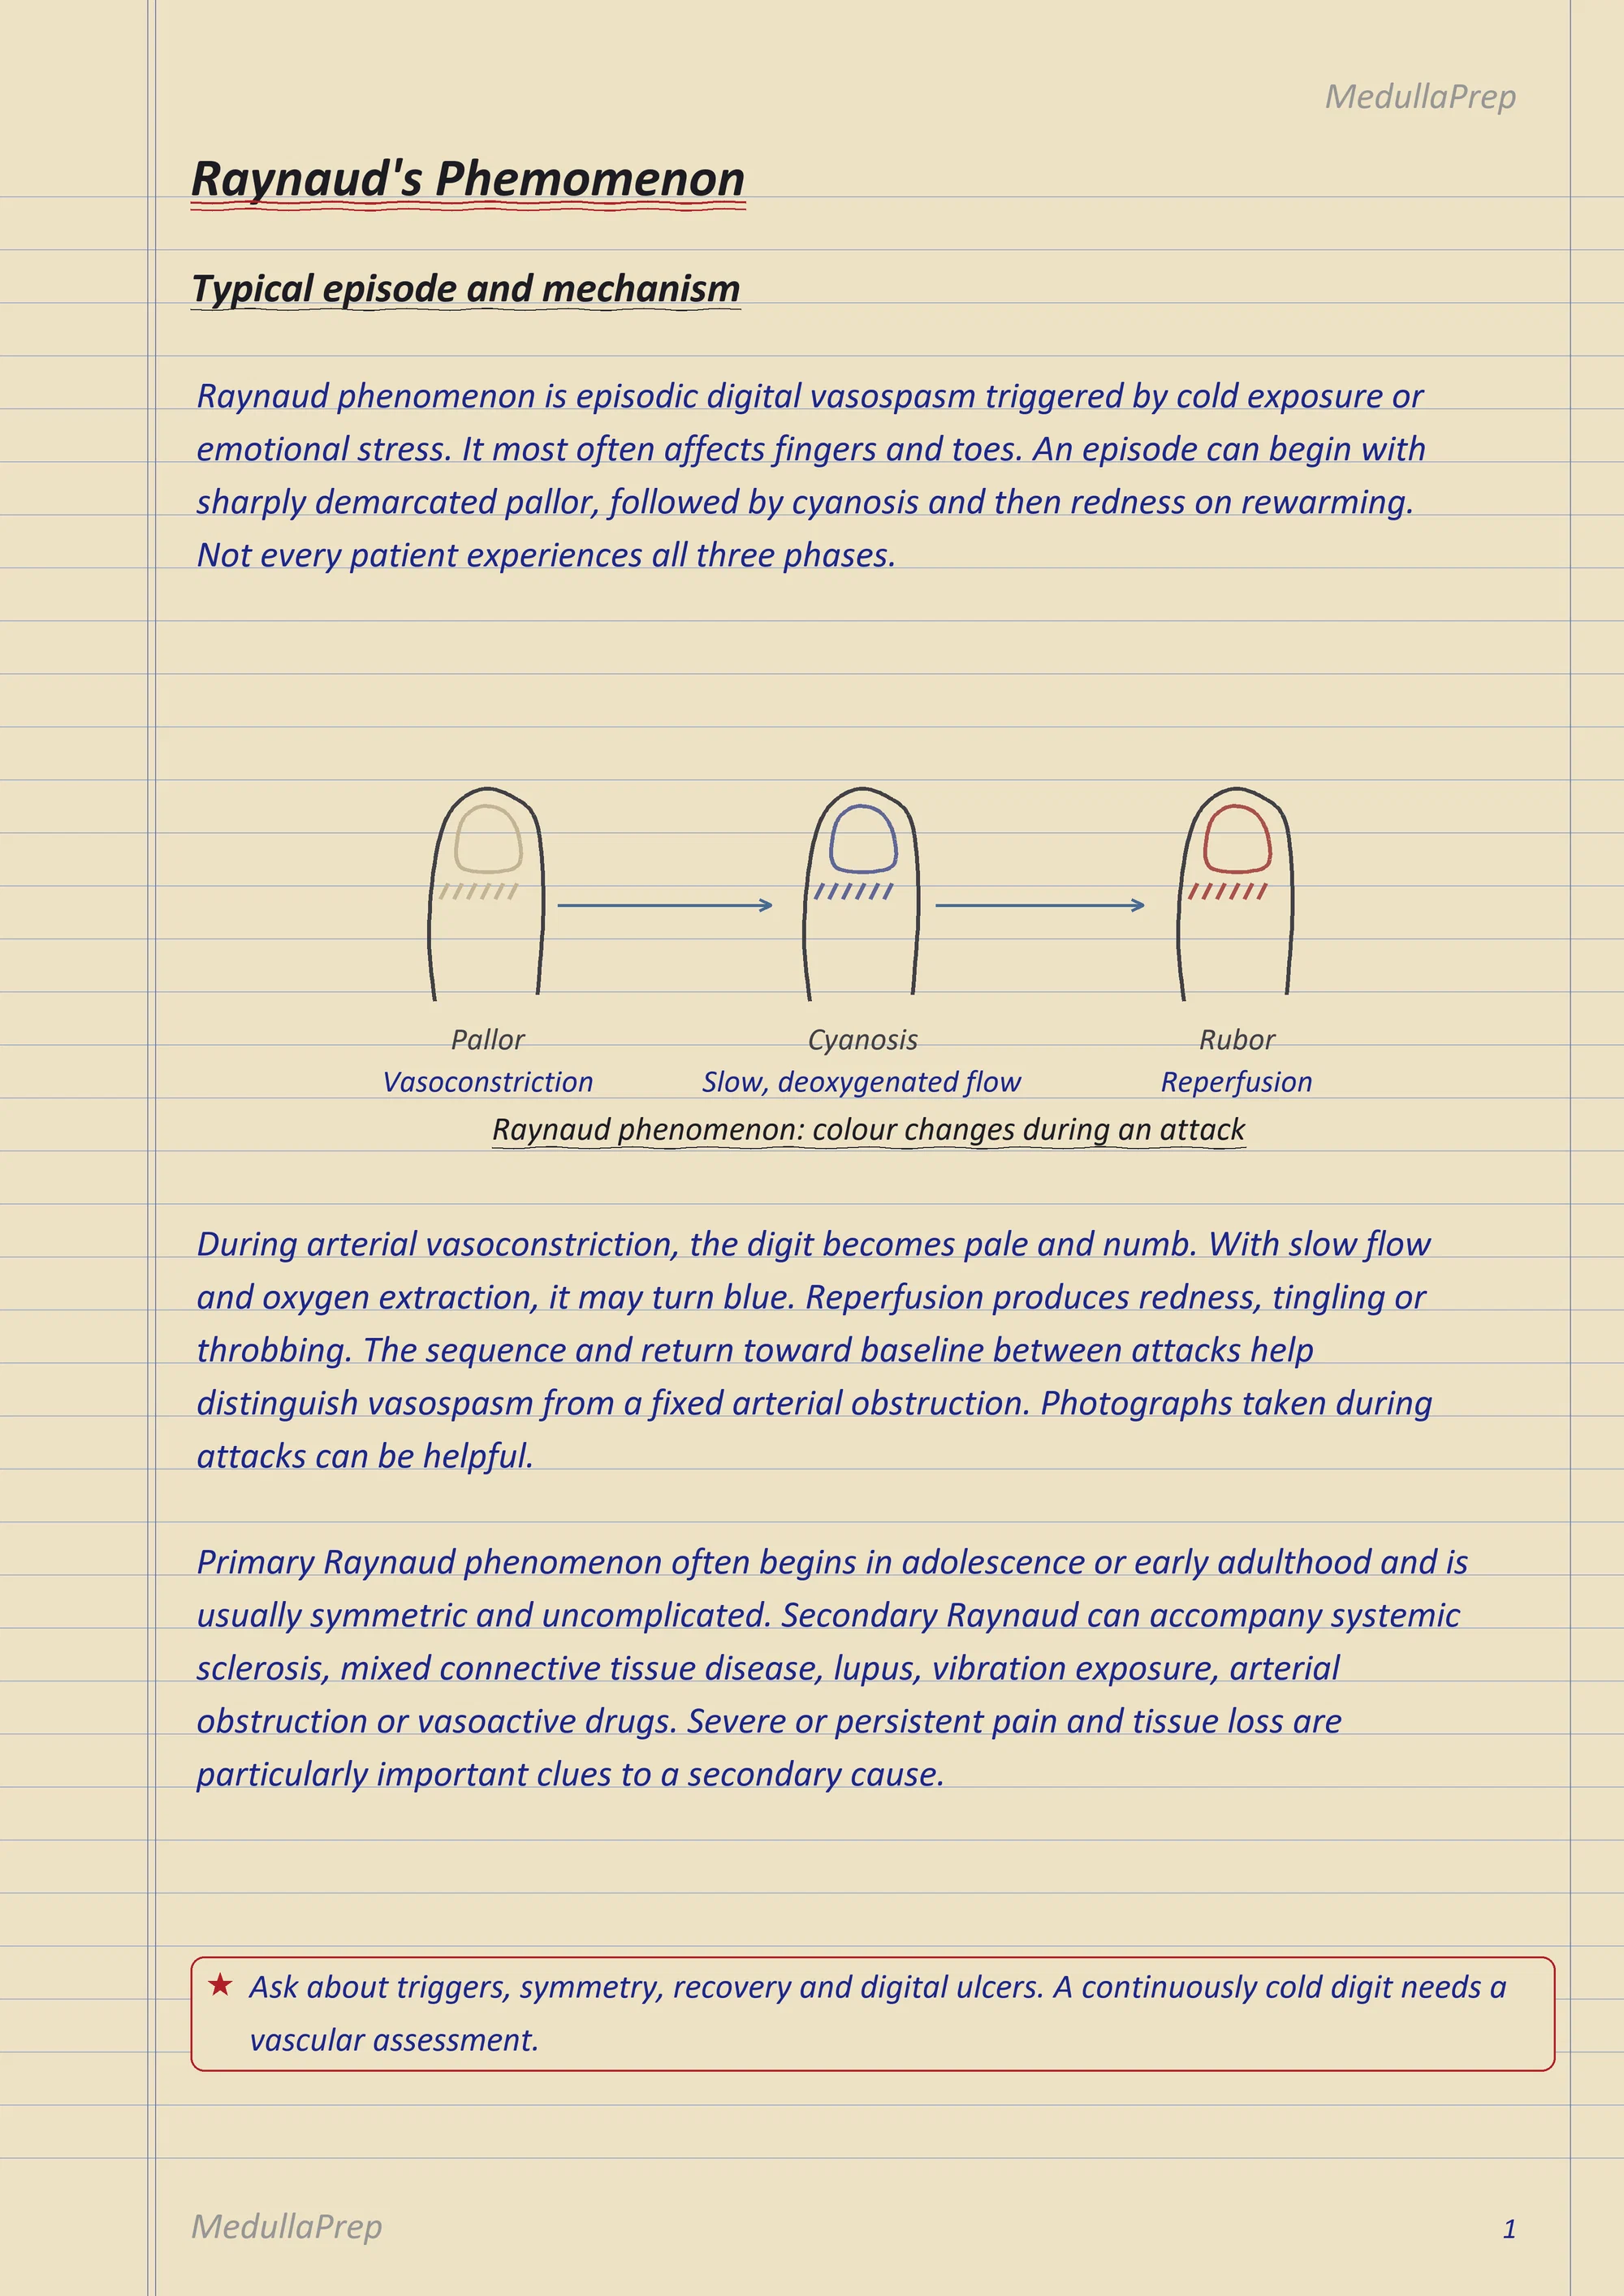 MedullaPrep
Raynaud's Phemomenon
Typical episode and mechanism
Raynaud phenomenon is episodic digital vasospasm triggered by cold exposure or
emotional stress. It most often affects fingers and toes. An episode can begin with
sharply demarcated pallor, followed by cyanosis and then redness on rewarming.
Not every patient experiences all three phases.
Pallor Cyanosis Rubor
Vasoconstriction Slow, deoxygenated flow Reperfusion
Raynaud phenomenon: colour changes during an attack
During arterial vasoconstriction, the digit becomes pale and numb. With slow flow
and oxygen extraction, it may turn blue. Reperfusion produces redness, tingling or
throbbing. The sequence and return toward baseline between attacks help
distinguish vasospasm from a fixed arterial obstruction. Photographs taken during
attacks can be helpful.
Primary Raynaud phenomenon often begins in adolescence or early adulthood and is
usually symmetric and uncomplicated. Secondary Raynaud can accompany systemic
sclerosis, mixed connective tissue disease, lupus, vibration exposure, arterial
obstruction or vasoactive drugs. Severe or persistent pain and tissue loss are
particularly important clues to a secondary cause.
★ Ask about triggers, symmetry, recovery and digital ulcers. A continuously cold digit needs a
vascular assessment.
MedullaPrep 1